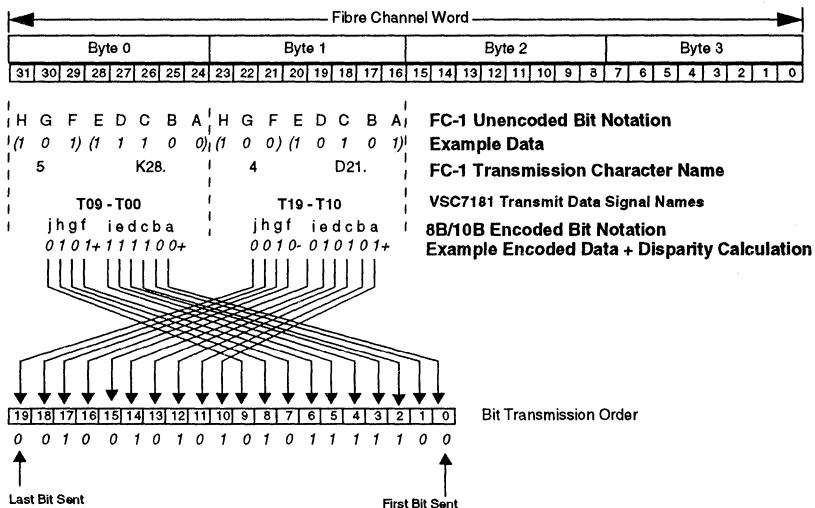 Fibre Channel Word
Byte 0 Byte 1 Byte 2 Byte 3
31 30 29 28 27 26 25 24 23 22 21 20 19 18 17 16 15 14 13 12 11 10 9 8 7 6 5 4 3 2 1 0
H G F E D C B A H G F E D C B A FC-1 Unencoded Bit Notation
(1 0 1) (1 1 1 0 0) (1 0 0) (1 0 1 0 1) Example Data
5 K28. 4 D21. FC-1 Transmission Character Name
T09 - T00 T19 - T10 VSC7181 Transmit Data Signal Names
j h g f i e d c b a j h g f i e d c b a 8B/10B Encoded Bit Notation
0 1 0 1 + 1 1 1 1 0 0 + 0 0 1 0 - 0 1 0 1 0 1 + Example Encoded Data + Disparity Calculation
19 18 17 16 15 14 13 12 11 10 9 8 7 6 5 4 3 2 1 0 Bit Transmission Order
0 0 1 0 0 1 0 1 0 1 0 1 0 1 1 1 1 1 0 0
Last Bit Sent First Bit Sent